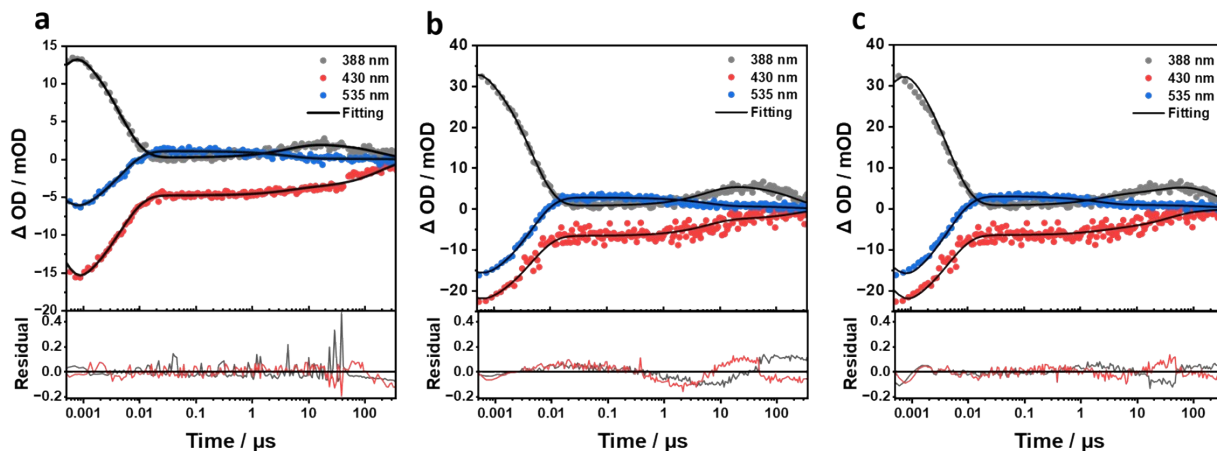 a
15
10
5
0
−5
−10
−15
−20
Δ OD / mOD
388 nm
430 nm
535 nm
Fitting
0.4
0.2
0.0
−0.2
Residual
0.001 0.01 0.1 1 10 100
Time / μs
b
40
30
20
10
0
−10
−20
Δ OD / mOD
388 nm
430 nm
535 nm
Fitting
0.4
0.2
0.0
−0.2
Residual
0.001 0.01 0.1 1 10 100
Time / μs
c
40
30
20
10
0
−10
−20
Δ OD / mOD
388 nm
430 nm
535 nm
Fitting
0.4
0.2
0.0
−0.2
Residual
0.001 0.01 0.1 1 10 100
Time / μs